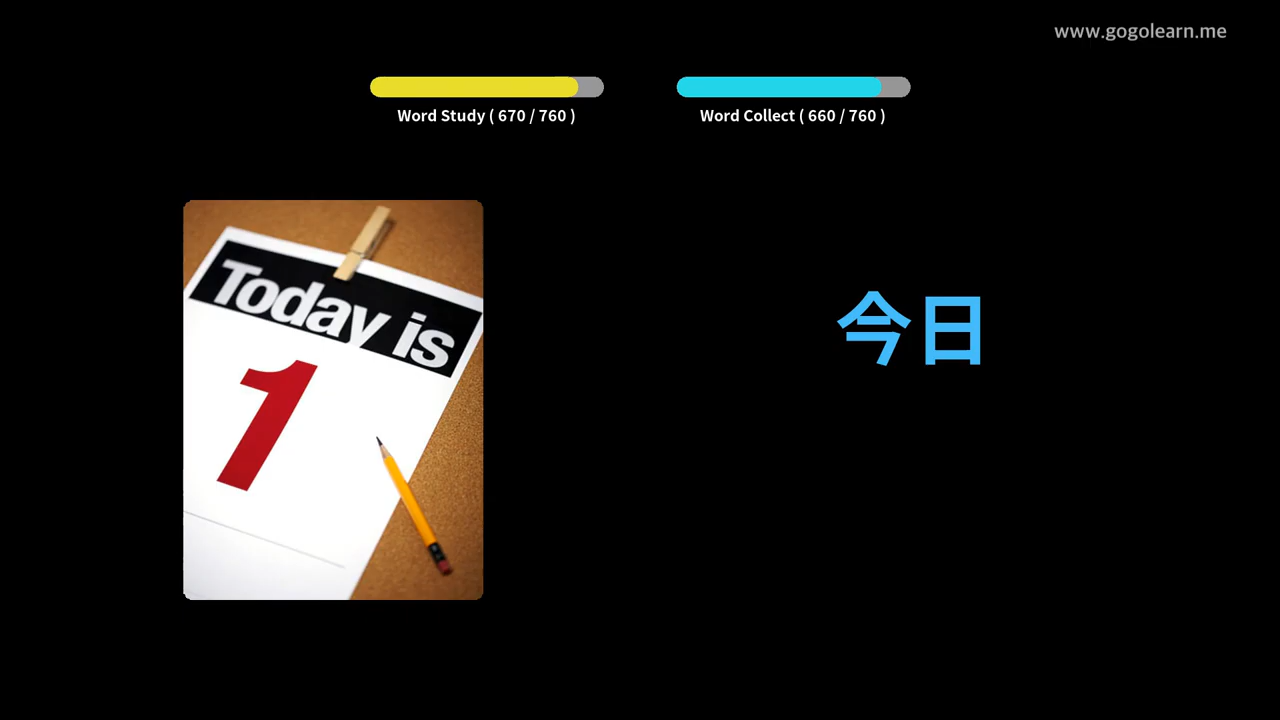 www.gogolearn.me
Word Study ( 670 / 760 )
Word Collect ( 660 / 760 )
Today is
1
今日